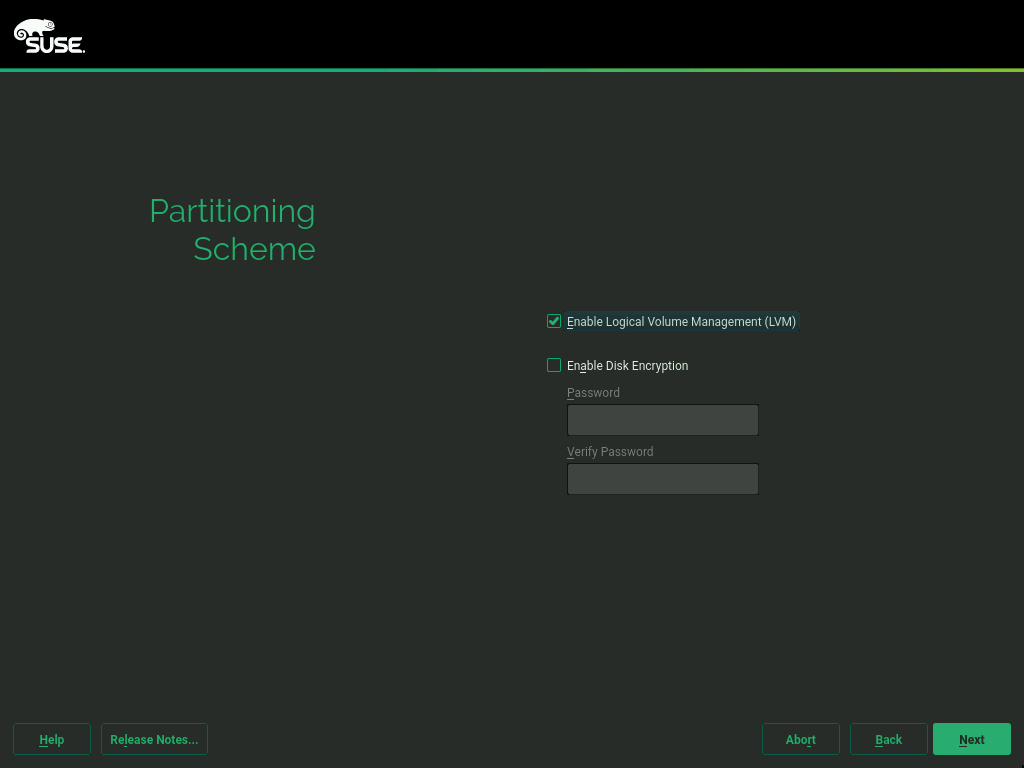 SUSE.
Partitioning
Scheme
Enable Logical Volume Management (LVM)
Enable Disk Encryption
Password
Verify Password
Help
Release Notes...
Abort
Back
Next